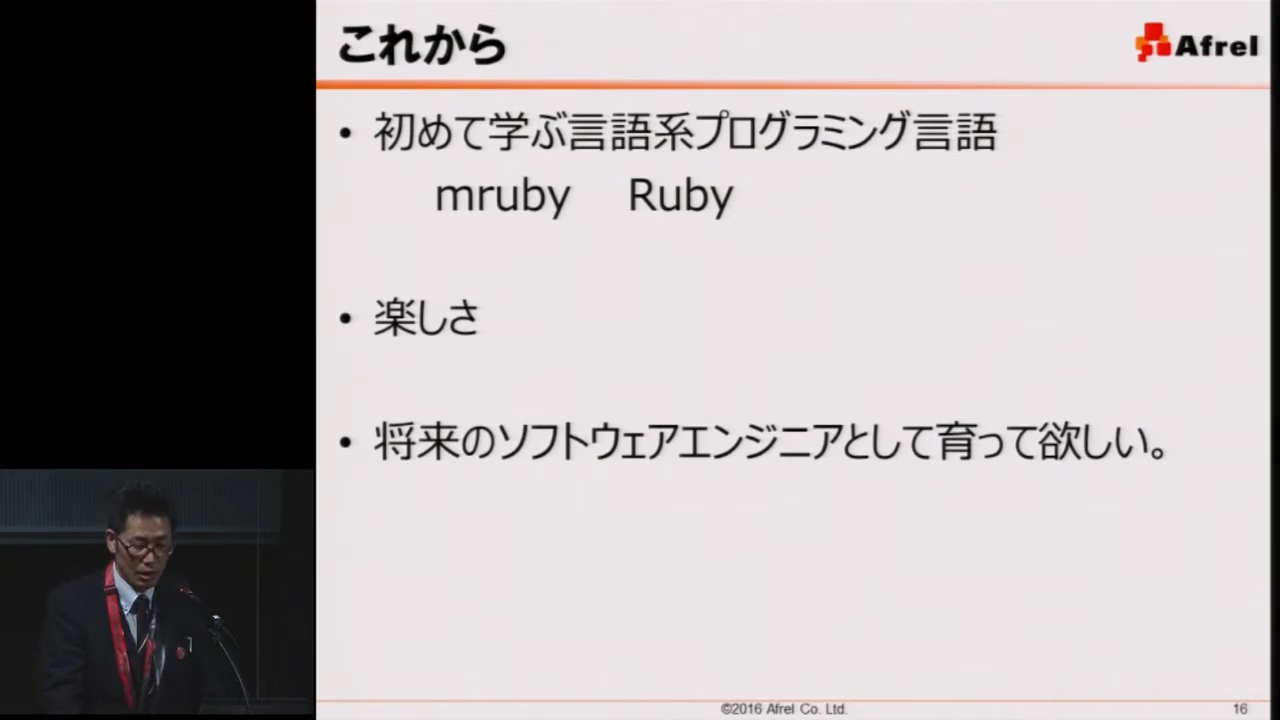 これから
Afrel
• 初めて学ぶ言語系プログラミング言語
mruby Ruby
• 楽しさ
• 将来のソフトウェアエンジニアとして育って欲しい。
©2016 Afrel Co. Ltd.
16